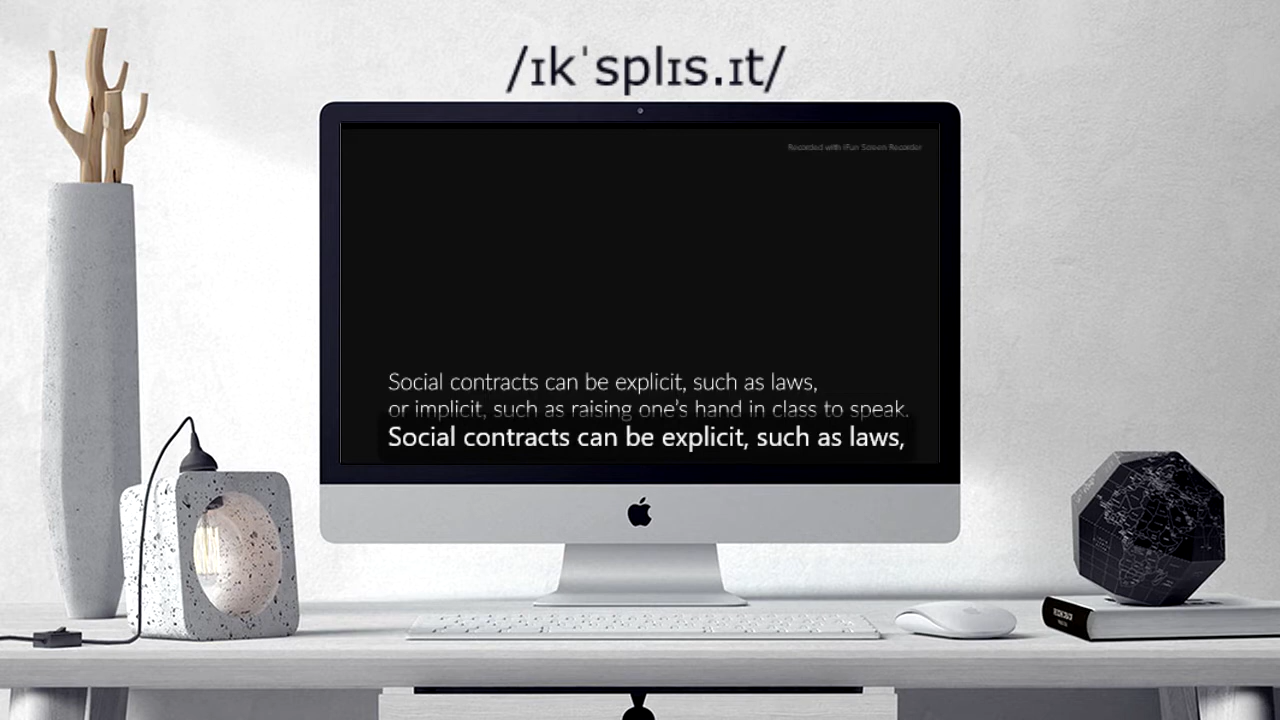 /ɪkˈsplɪs.ɪt/
Recorded with iFun Screen Recorder
Social contracts can be explicit, such as laws,
or implicit, such as raising one’s hand in class to speak.
Social contracts can be explicit, such as laws,